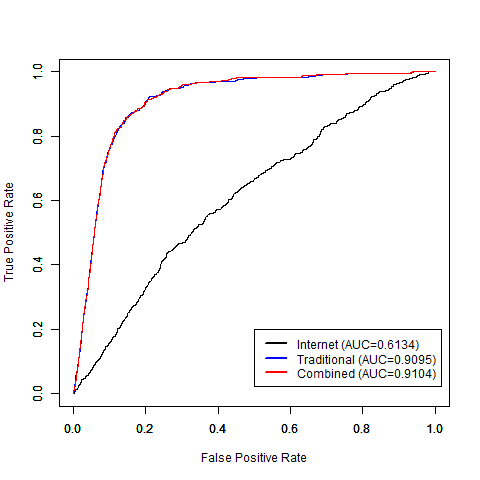 True Positive Rate
1.0
0.8
0.6
0.4
0.2
0.0
Internet (AUC=0.6134)
Traditional (AUC=0.9095)
Combined (AUC=0.9104)
0.0 0.2 0.4 0.6 0.8 1.0
False Positive Rate